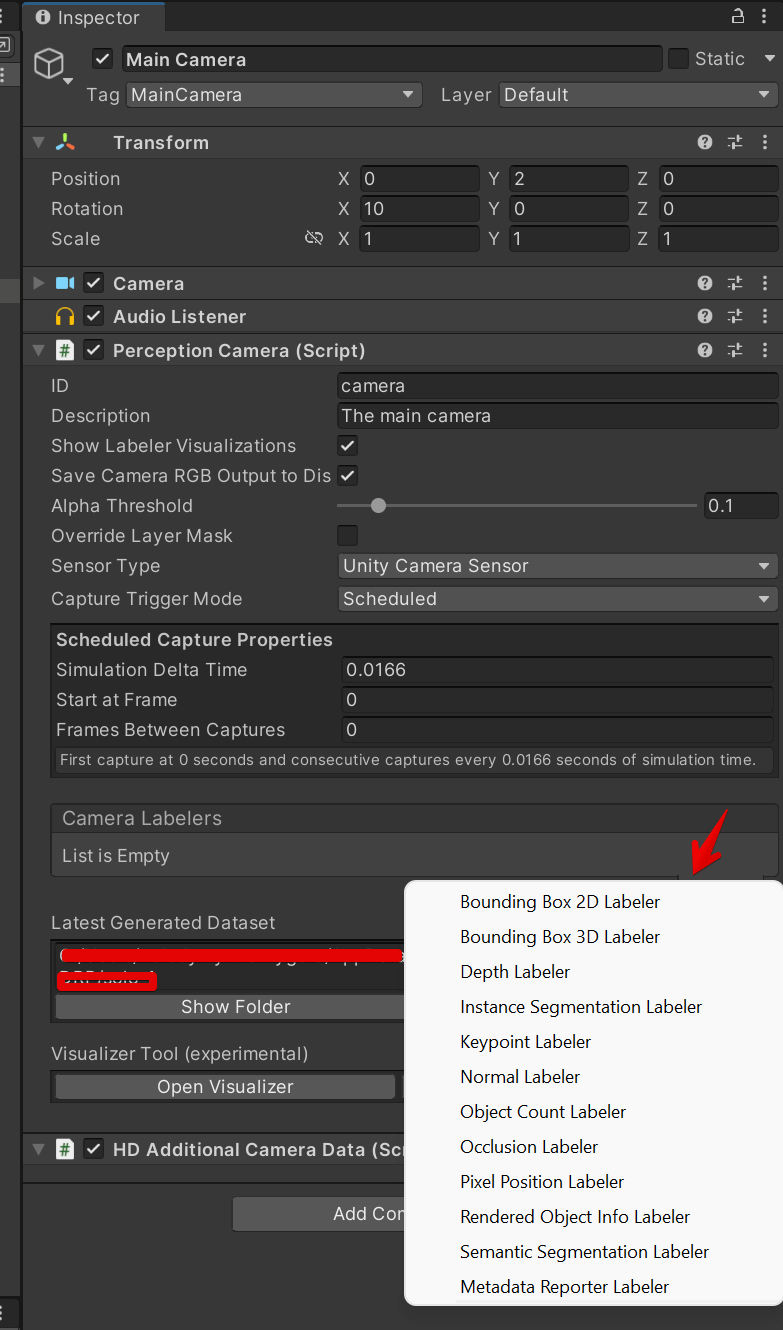 Inspector
Main Camera Static
Tag MainCamera Layer Default
Transform
Position X 0 Y 2 Z 0
Rotation X 10 Y 0 Z 0
Scale X 1 Y 1 Z 1
Camera
Audio Listener
# Perception Camera (Script)
ID camera
Description The main camera
Show Labeler Visualizations
Save Camera RGB Output to Dis
Alpha Threshold 0.1
Override Layer Mask
Sensor Type Unity Camera Sensor
Capture Trigger Mode Scheduled
Scheduled Capture Properties
Simulation Delta Time 0.0166
Start at Frame 0
Frames Between Captures 0
First capture at 0 seconds and consecutive captures every 0.0166 seconds of simulation time.
Camera Labelers
List is Empty
Latest Generated Dataset
Show Folder
Visualizer Tool (experimental)
Open Visualizer
# HD Additional Camera Data (Sc
Add Co
Bounding Box 2D Labeler
Bounding Box 3D Labeler
Depth Labeler
Instance Segmentation Labeler
Keypoint Labeler
Normal Labeler
Object Count Labeler
Occlusion Labeler
Pixel Position Labeler
Rendered Object Info Labeler
Semantic Segmentation Labeler
Metadata Reporter Labeler